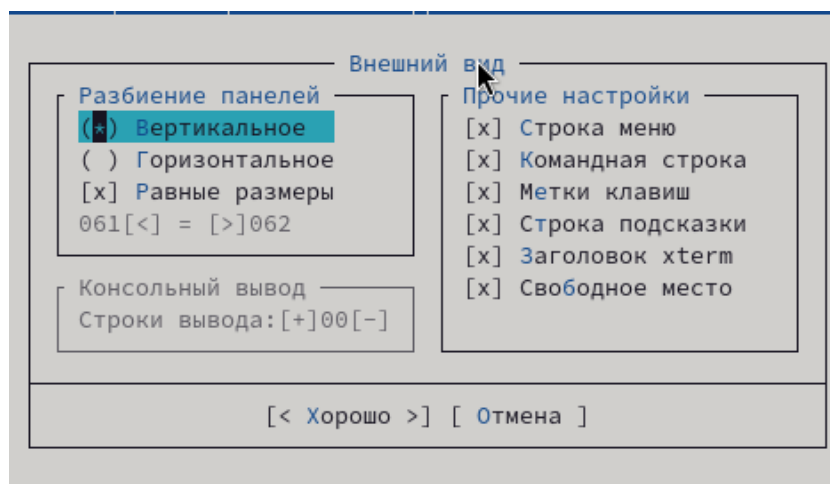 Внешний вид
Разбиение панелей
(*) Вертикальное
( ) Горизонтальное
[x] Равные размеры
061[<] = [>]062
Консольный вывод
Строки вывода:[+]00[-]
Прочие настройки
[x] Строка меню
[x] Командная строка
[x] Метки клавиш
[x] Строка подсказки
[x] Заголовок xterm
[x] Свободное место
[< Хорошо >] [ Отмена ]